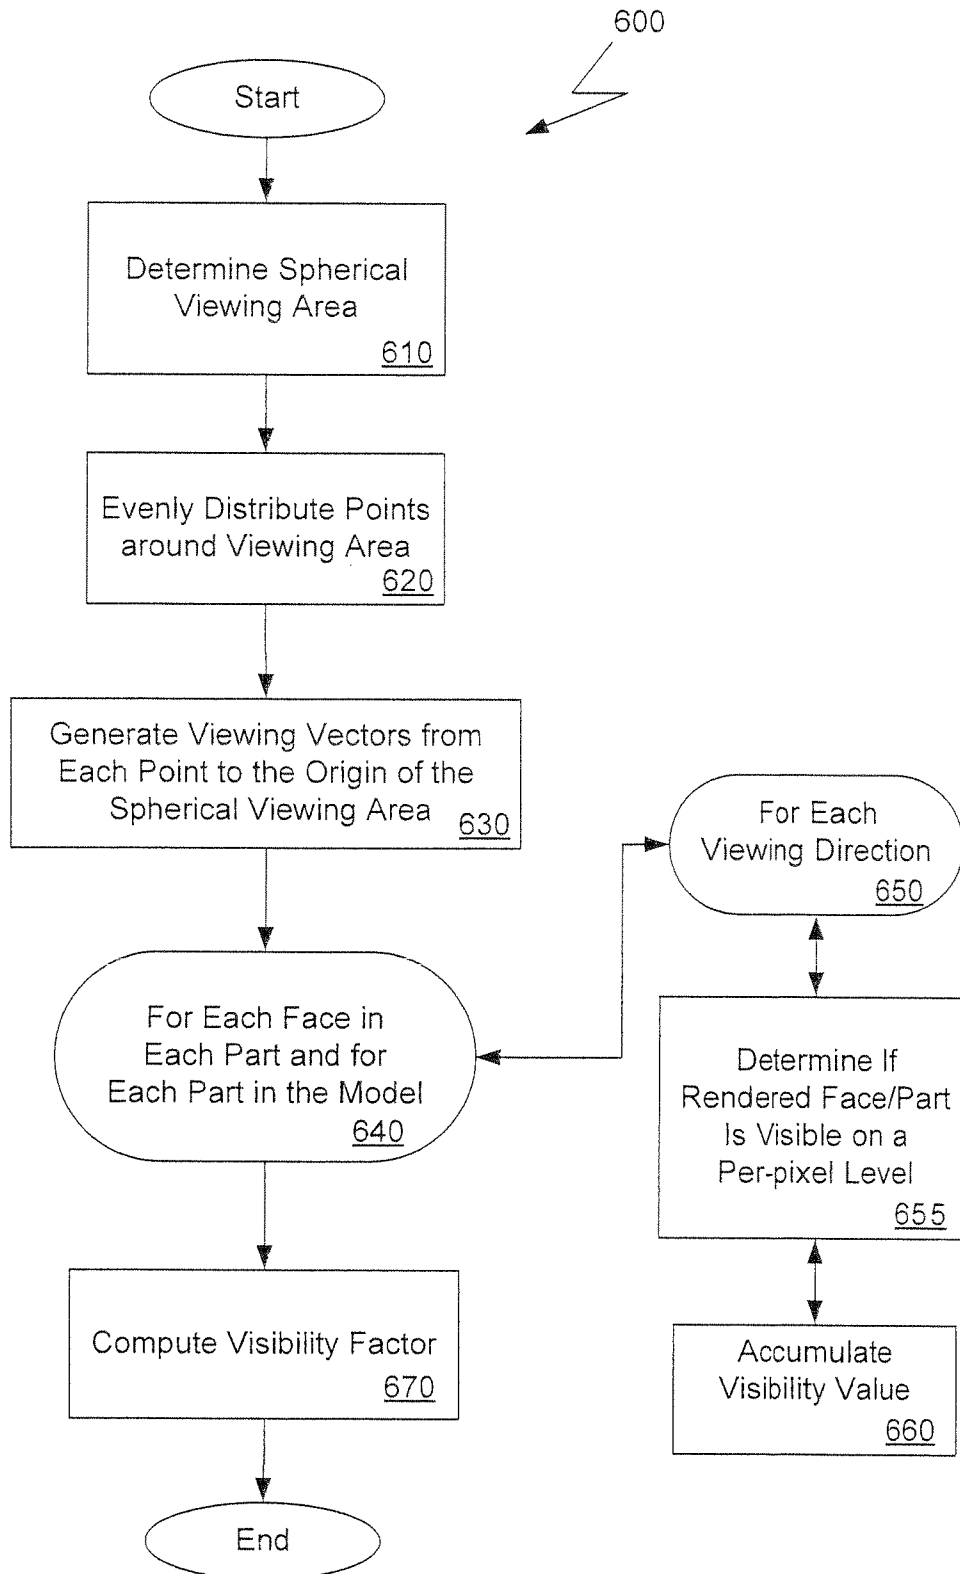 600
Start
Determine Spherical
Viewing Area
610
Evenly Distribute Points
around Viewing Area
620
Generate Viewing Vectors from
Each Point to the Origin of the
Spherical Viewing Area
630
For Each Face in
Each Part and for
Each Part in the Model
640
For Each
Viewing Direction
650
Determine If
Rendered Face/Part
Is Visible on a
Per-pixel Level
655
Accumulate
Visibility Value
660
Compute Visibility Factor
670
End